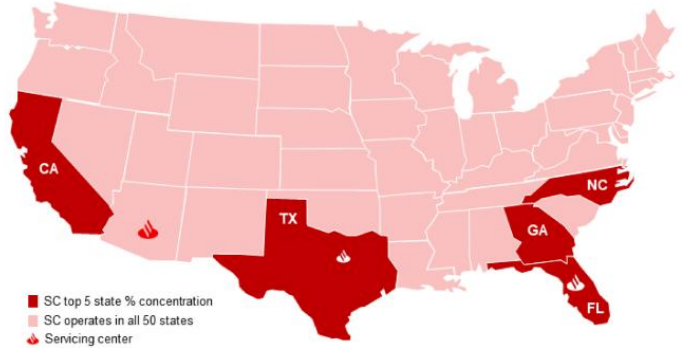 CA
NC
TX
GA
FL
SC top 5 state % concentration
SC operates in all 50 states
Servicing center